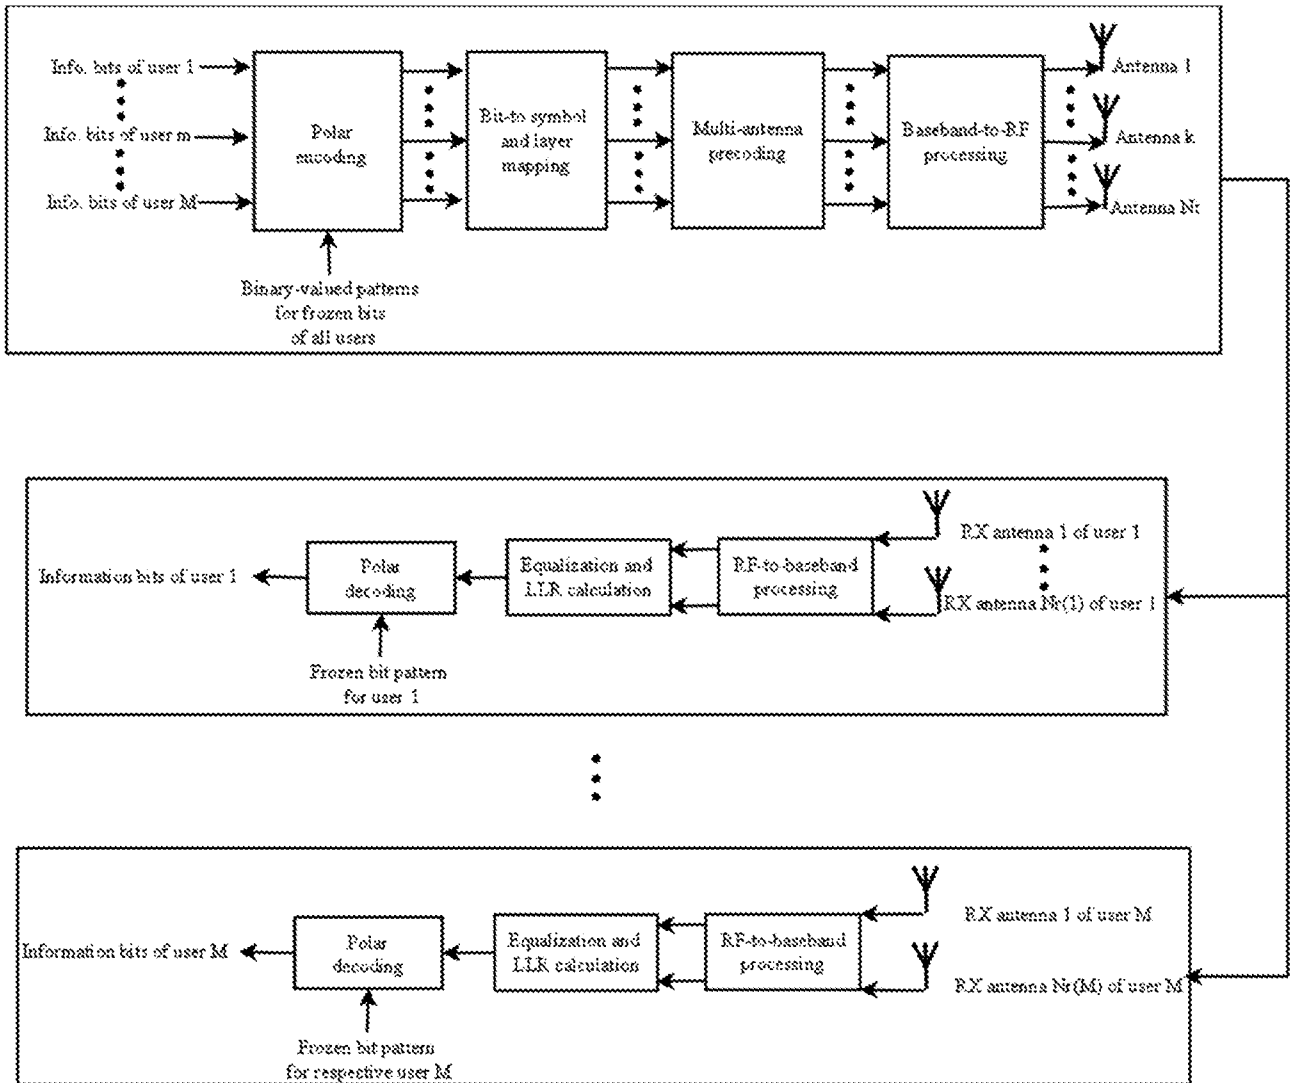 Info. bits of user 1
Info. bits of user m
Info. bits of user M
Polar
encoding
Binary-valued patterns
for frozen bits
of all users
Bit-to symbol
and layer
mapping
Multi-antenna
precoding
Baseband-to-RF
processing
Antenna 1
Antenna k
Antenna Nt
Information bits of user 1
Polar
decoding
Frozen bit pattern
for user 1
Equalization and
LLR calculation
RF-to-baseband
processing
RX antenna 1 of user 1
RX antenna Nr(1) of user 1
Information bits of user M
Polar
decoding
Frozen bit pattern
for respective user M
Equalization and
LLR calculation
RF-to-baseband
processing
RX antenna 1 of user M
RX antenna Nr(M) of user M